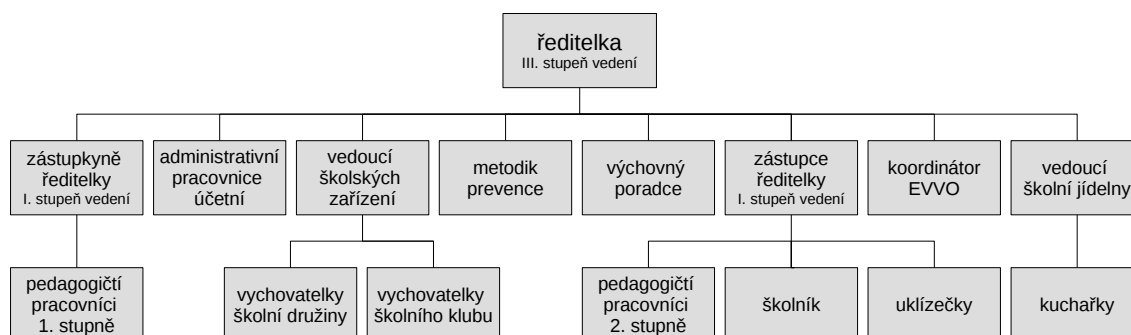 ředitelka
III. stupeň vedení
zástupkyně
ředitelky
I. stupeň vedení
administrativní
pracovnice
účetní
vedoucí
školských
zařízení
metodik
prevence
výchovný
poradce
zástupce
ředitelky
I. stupeň vedení
koordinátor
EVVO
vedoucí
školní jídelny
pedagogičtí
pracovníci
1. stupně
vychovatelky
školní družiny
vychovatelky
školního klubu
pedagogičtí
pracovníci
2. stupně
školník
uklízečky
kuchařky